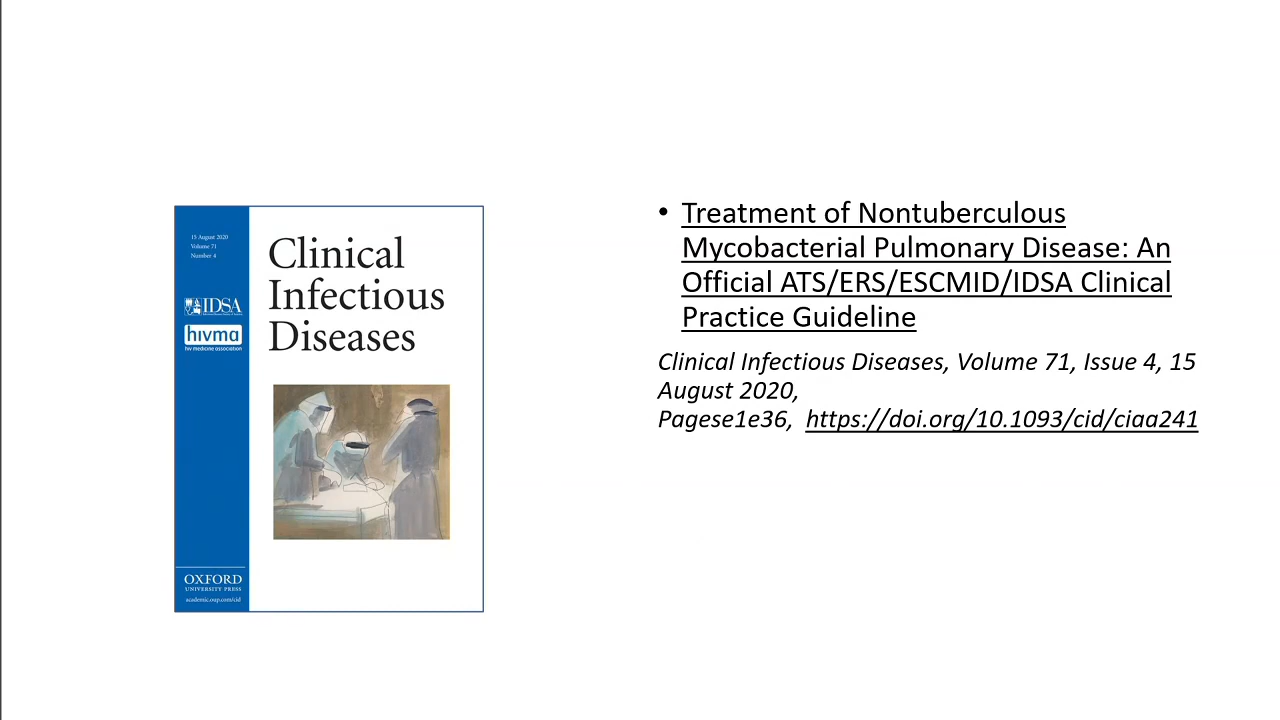 15 August 2020
Volume 71
Number 4
IDSA
hivma
hiv medicine association
Clinical
Infectious
Diseases
OXFORD
UNIVERSITY PRESS
academic.oup.com/cid
• Treatment of Nontuberculous
Mycobacterial Pulmonary Disease: An
Official ATS/ERS/ESCMID/IDSA Clinical
Practice Guideline
Clinical Infectious Diseases, Volume 71, Issue 4, 15
August 2020,
Pagese1e36, https://doi.org/10.1093/cid/ciaa241